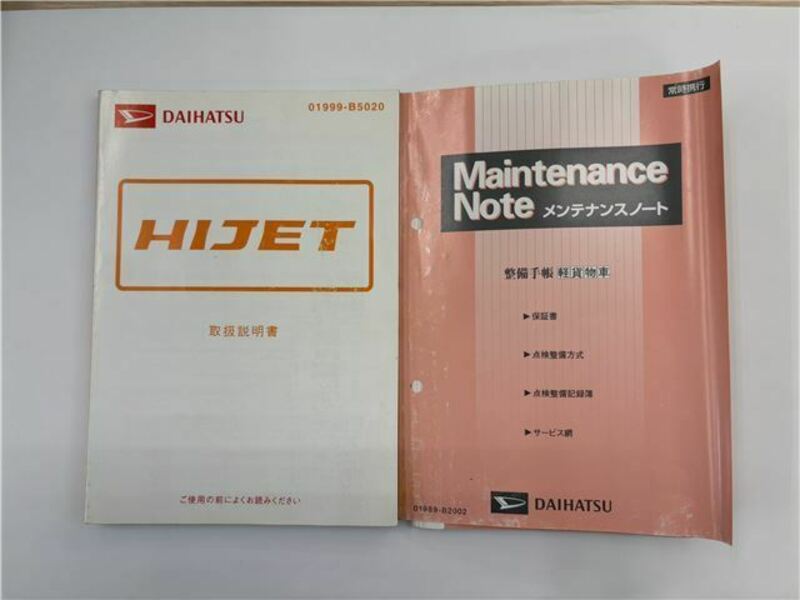 DAIHATSU
01999-B5020
HIJET
取扱説明書
ご使用の前によくお読みください
常時携行
Maintenance
Note メンテナンスノート
整備手帳 軽貨物車
▶保証書
▶点検整備方式
▶点検整備記録簿
▶サービス網
01989-B2002
DAIHATSU